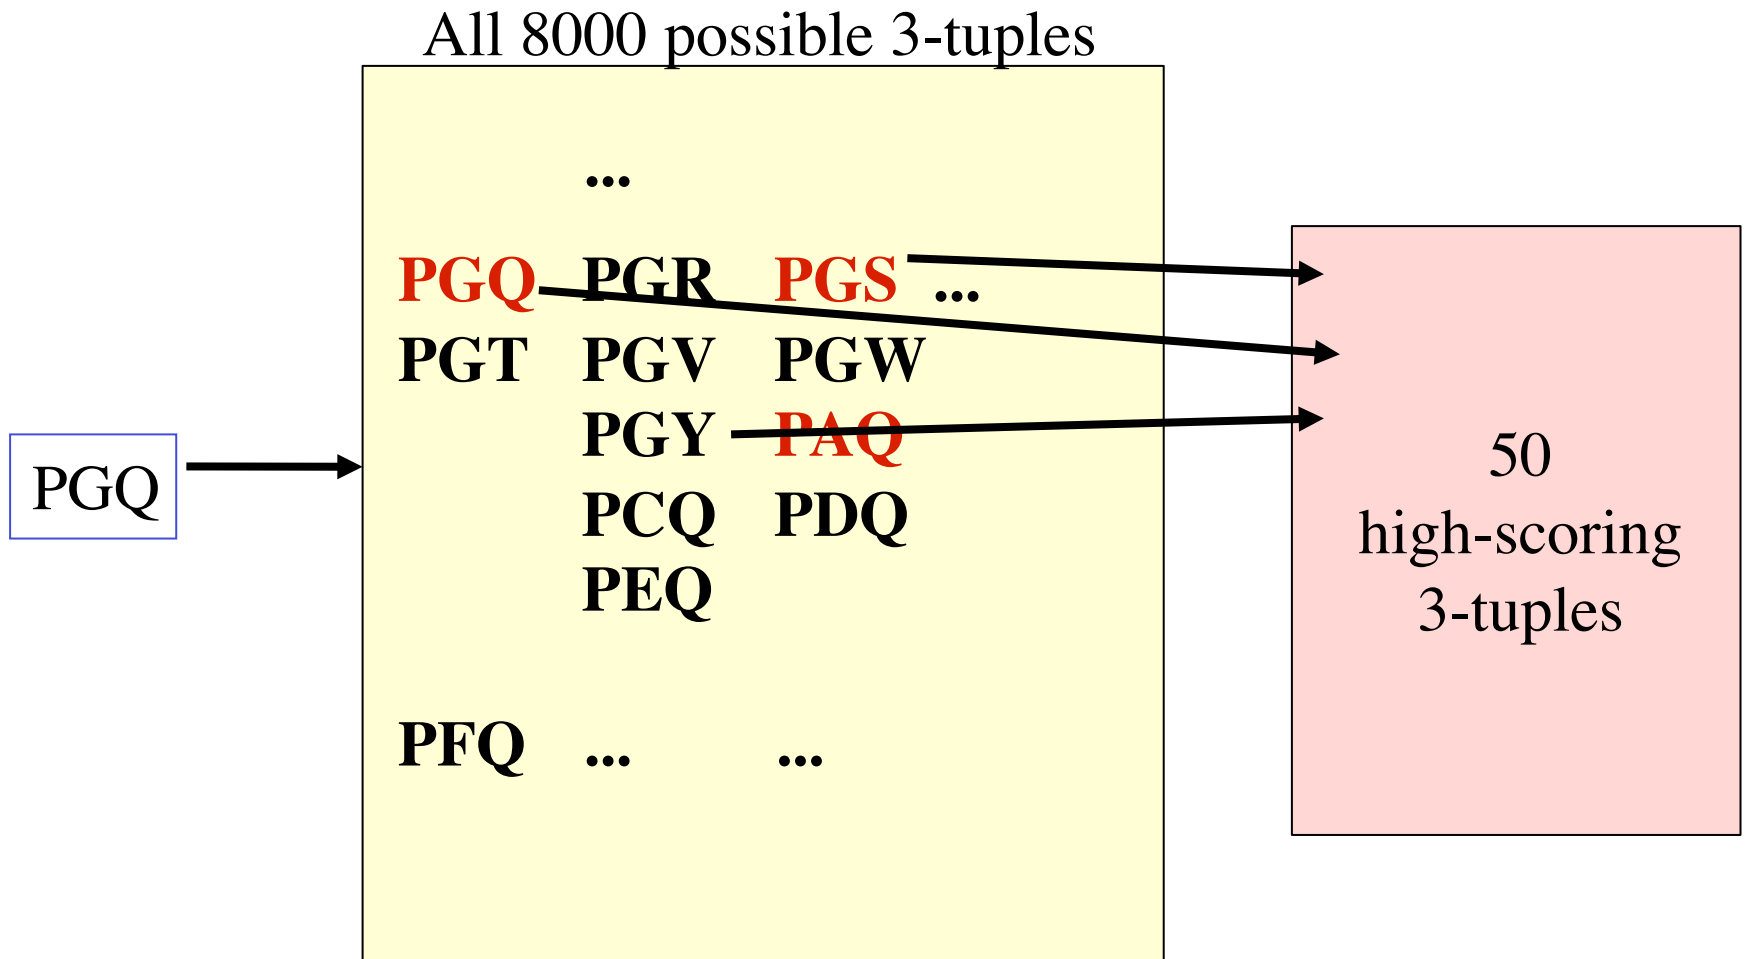 All 8000 possible 3-tuples
...
PGQ PGR PGS ...
PGT PGV PGW
PGY PAQ
PCQ PDQ
PEQ
PFQ ... ...
PGQ
50
high-scoring
3-tuples